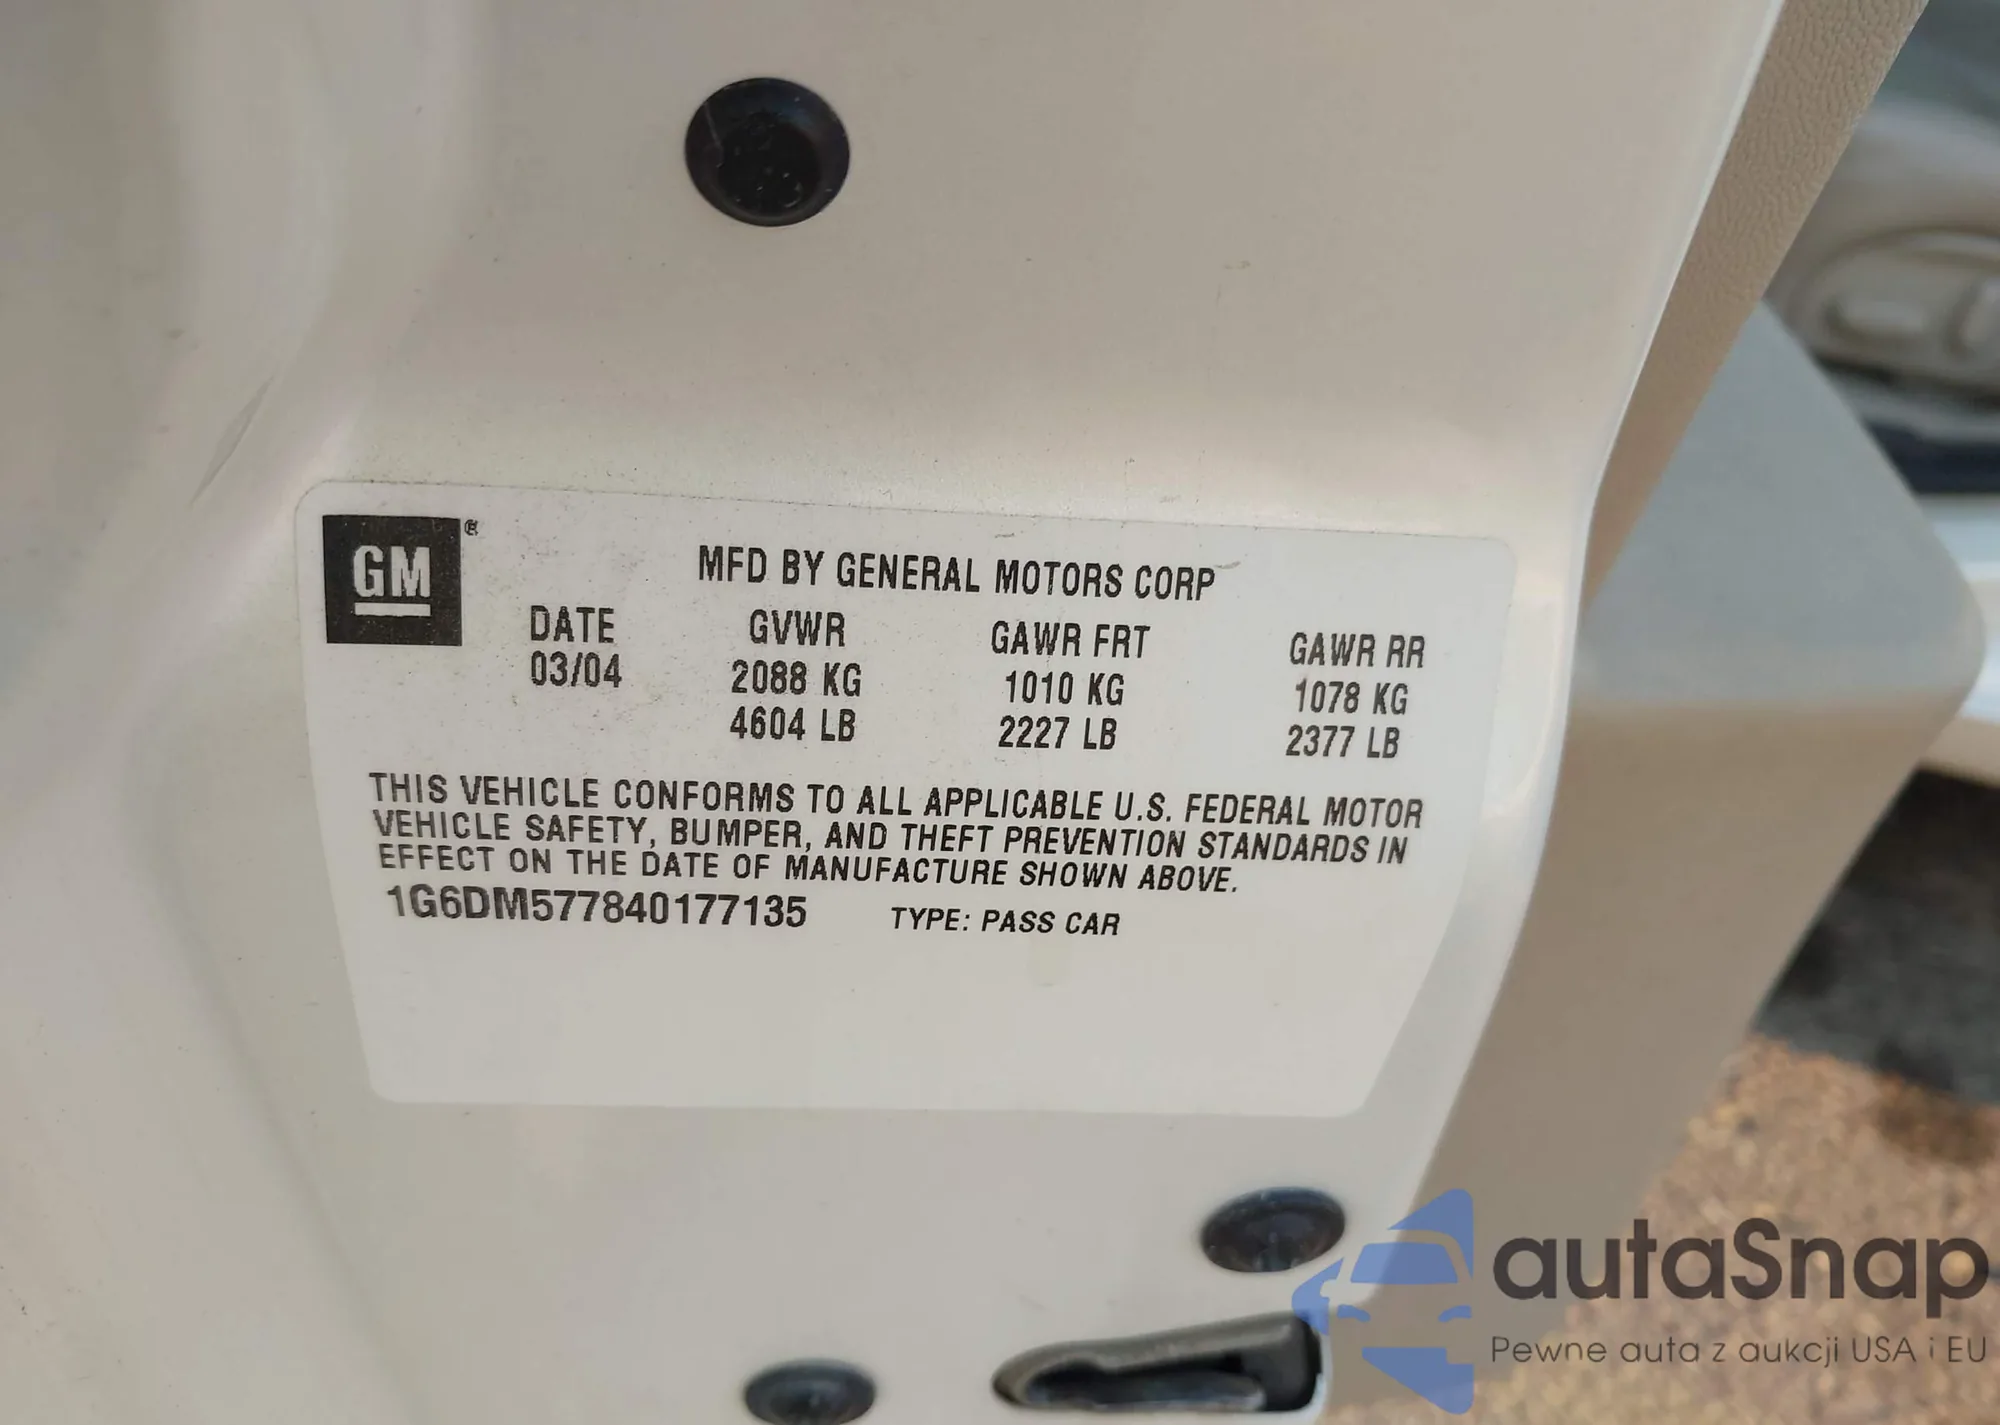 GM®
MFD BY GENERAL MOTORS CORP
DATE GVWR GAWR FRT GAWR RR
03/04 2088 KG 1010 KG 1078 KG
4604 LB 2227 LB 2377 LB
THIS VEHICLE CONFORMS TO ALL APPLICABLE U.S. FEDERAL MOTOR
VEHICLE SAFETY, BUMPER, AND THEFT PREVENTION STANDARDS IN
EFFECT ON THE DATE OF MANUFACTURE SHOWN ABOVE.
1G6DM577840177135 TYPE: PASS CAR
autaSnap
Pewne auta z aukcji USA i EU